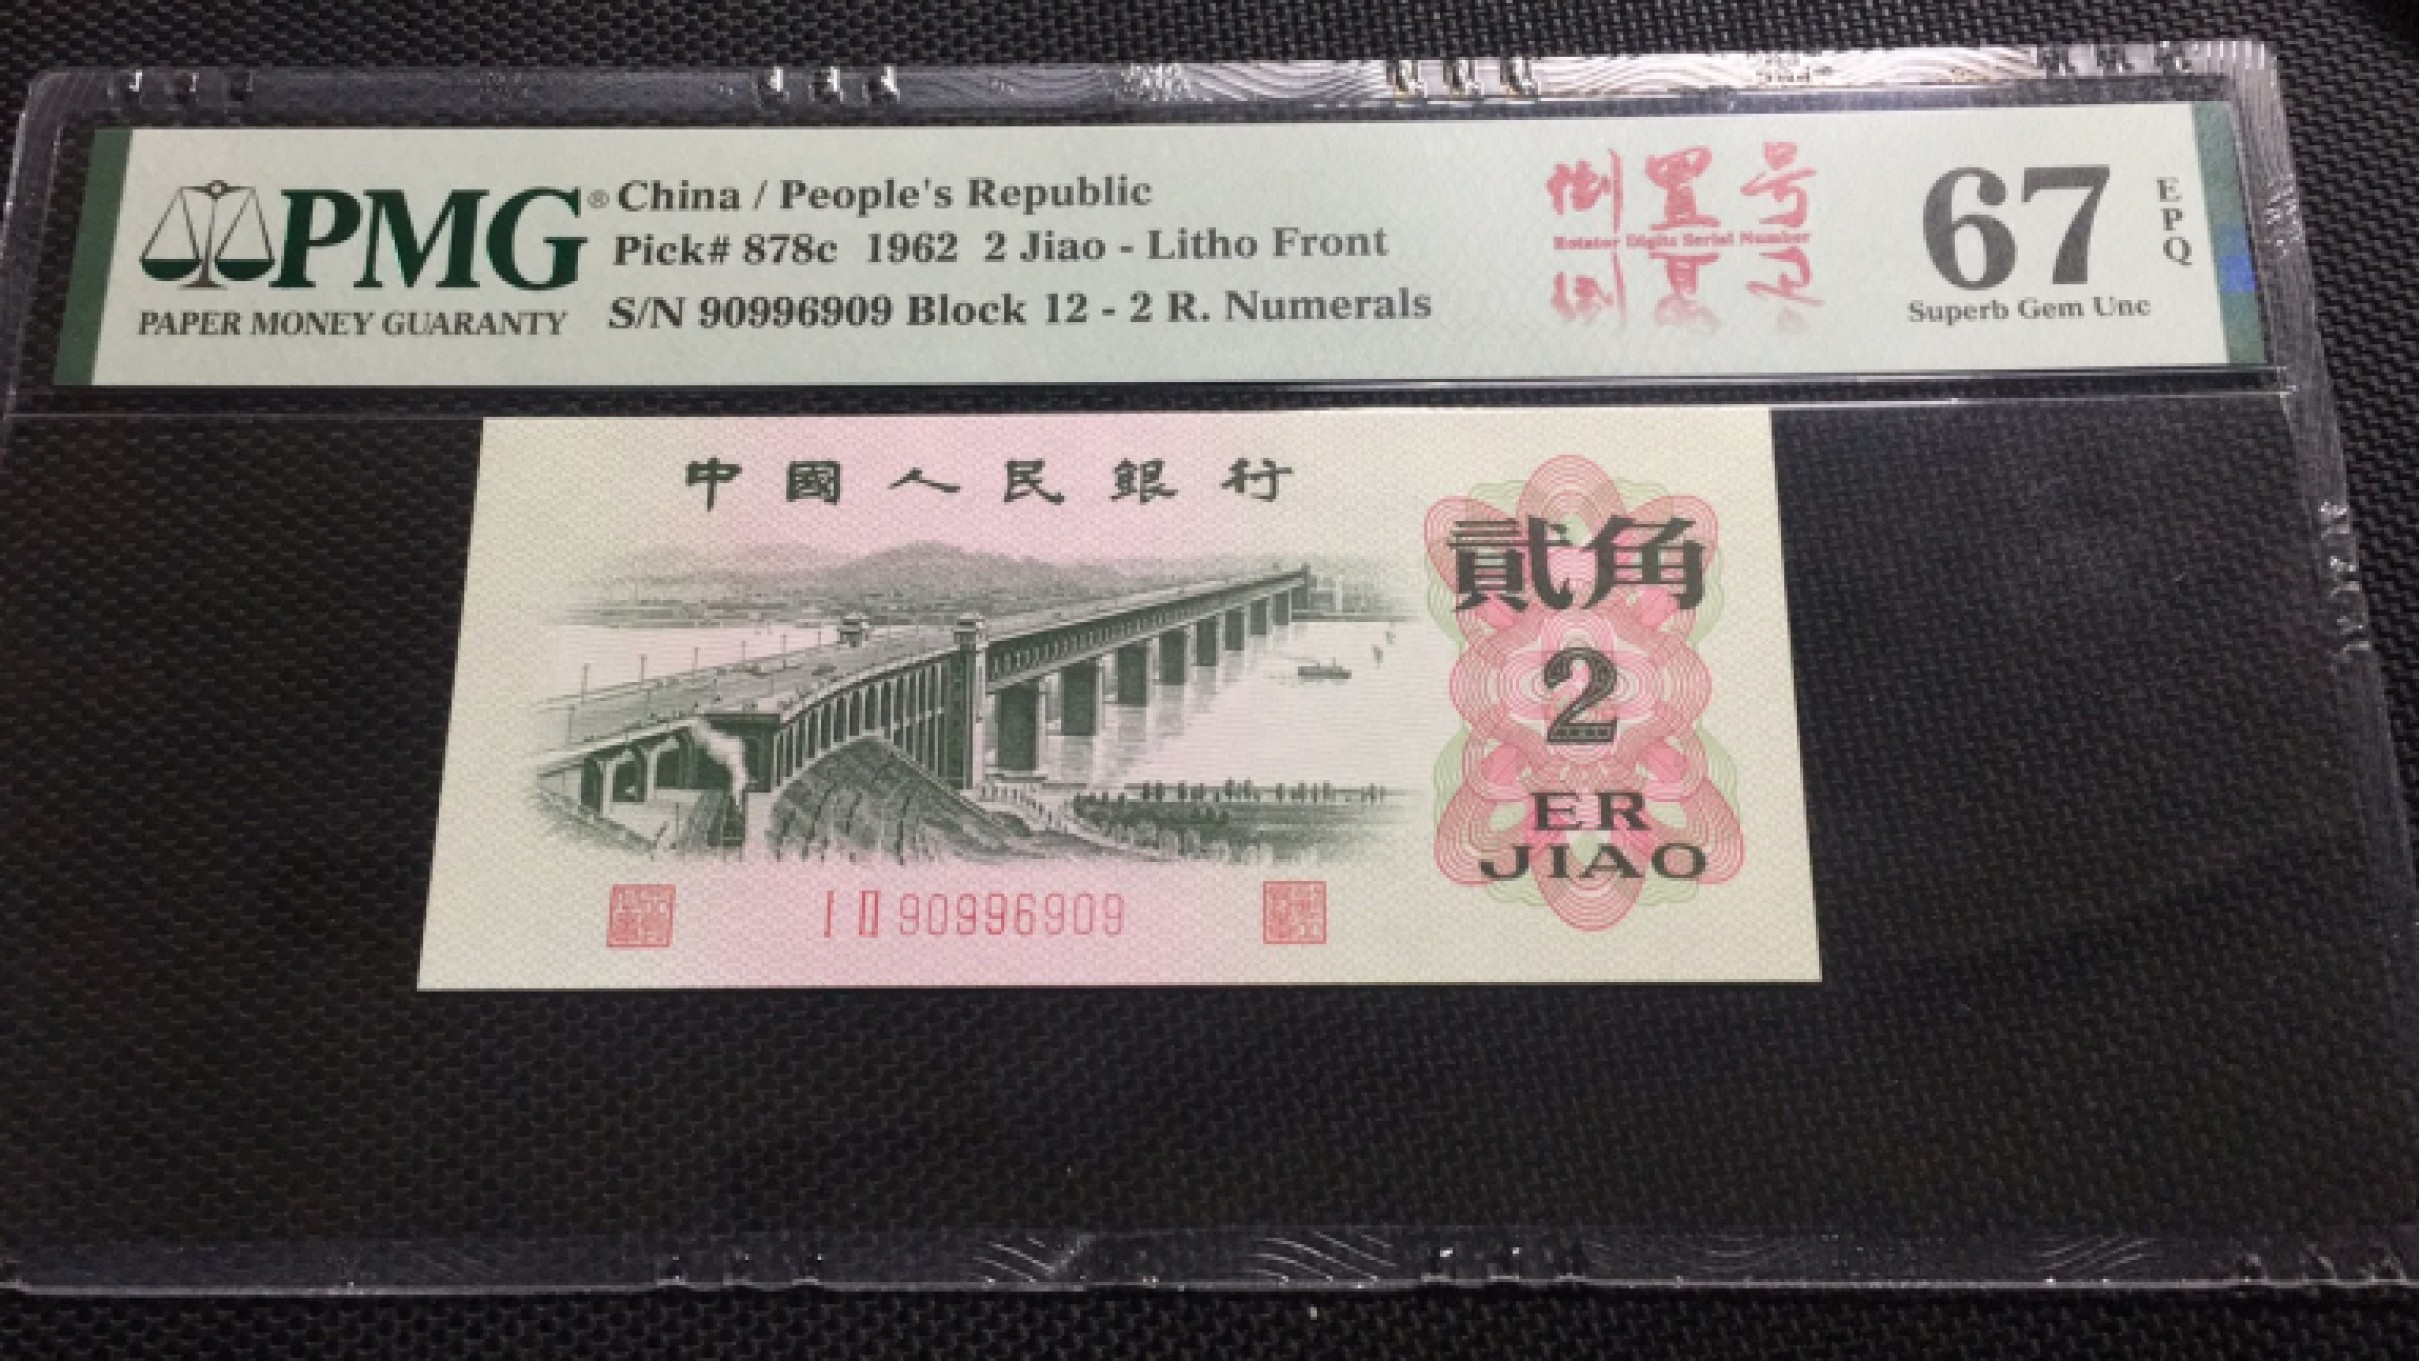 PMG®
PAPER MONEY GUARANTY
China / People's Republic
Pick# 878c 1962 2 Jiao - Litho Front
S/N 90996909 Block 12 - 2 R. Numerals
倒置号
Rotator Digits Serial Number
67
EPQ
Superb Gem Unc
中國人民銀行
貳角
2
ER
JIAO
I II 90996909